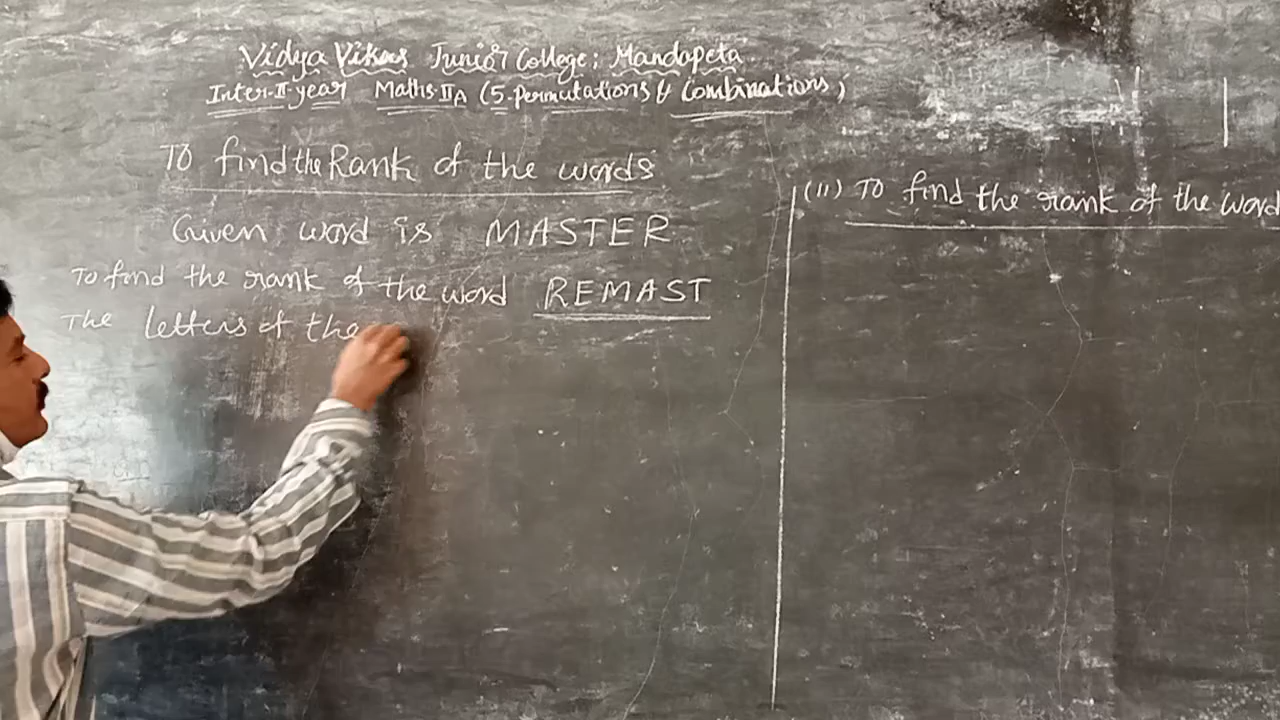 Vidya Vikas Junior College; Mandapeta
Inter-II-year Maths-IIA (5. Permutations & Combinations)
To find the Rank of the words
Given word is MASTER
To find the rank of the word REMAST
The letters of the
(II) To find the rank of the word